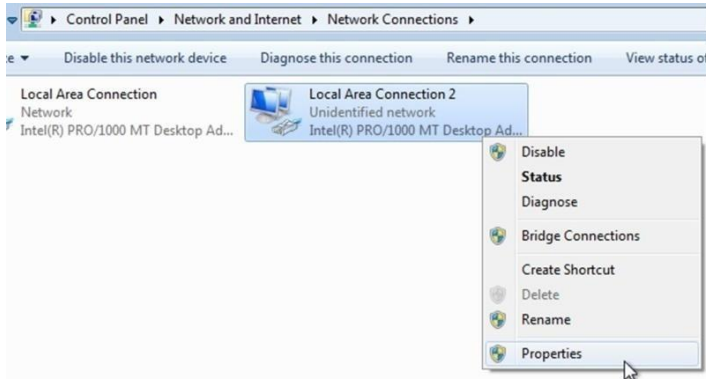 Control Panel ▸ Network and Internet ▸ Network Connections ▸
Disable this network device Diagnose this connection Rename this connection View status
Local Area Connection
Network
Intel(R) PRO/1000 MT Desktop Ad...
Local Area Connection 2
Unidentified network
Intel(R) PRO/1000 MT Desktop Ad...
Disable
Status
Diagnose
Bridge Connections
Create Shortcut
Delete
Rename
Properties